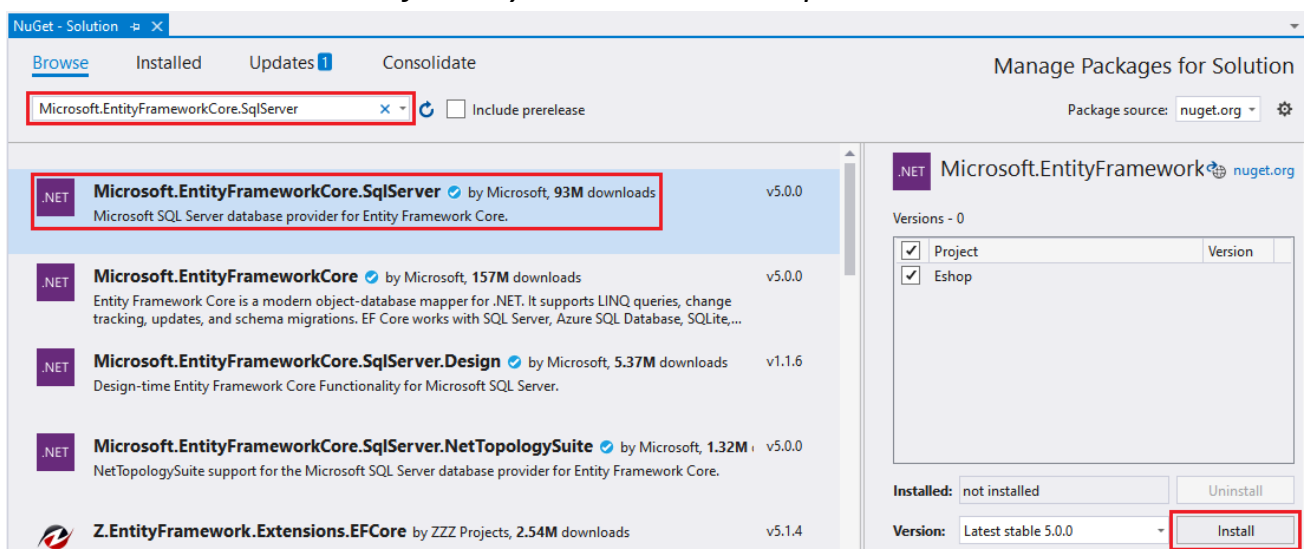 NuGet - Solution
Browse Installed Updates 1 Consolidate
Manage Packages for Solution
Microsoft.EntityFrameworkCore.SqlServer
Include prerelease
Package source: nuget.org
.NET
Microsoft.EntityFrameworkCore.SqlServer by Microsoft, 93M downloads
v5.0.0
Microsoft SQL Server database provider for Entity Framework Core.
.NET
Microsoft.EntityFrameworkCore by Microsoft, 157M downloads
v5.0.0
Entity Framework Core is a modern object-database mapper for .NET. It supports LINQ queries, change
tracking, updates, and schema migrations. EF Core works with SQL Server, Azure SQL Database, SQLite,...
.NET
Microsoft.EntityFrameworkCore.SqlServer.Design by Microsoft, 5.37M downloads
v1.1.6
Design-time Entity Framework Core Functionality for Microsoft SQL Server.
.NET
Microsoft.EntityFrameworkCore.SqlServer.NetTopologySuite by Microsoft, 1.32M
v5.0.0
NetTopologySuite support for the Microsoft SQL Server database provider for Entity Framework Core.
Z.EntityFramework.Extensions.EFCore by ZZZ Projects, 2.54M downloads
v5.1.4
.NET
Microsoft.EntityFramework
nuget.org
Versions - 0
Project Version
Eshop
Installed: not installed
Uninstall
Version: Latest stable 5.0.0
Install